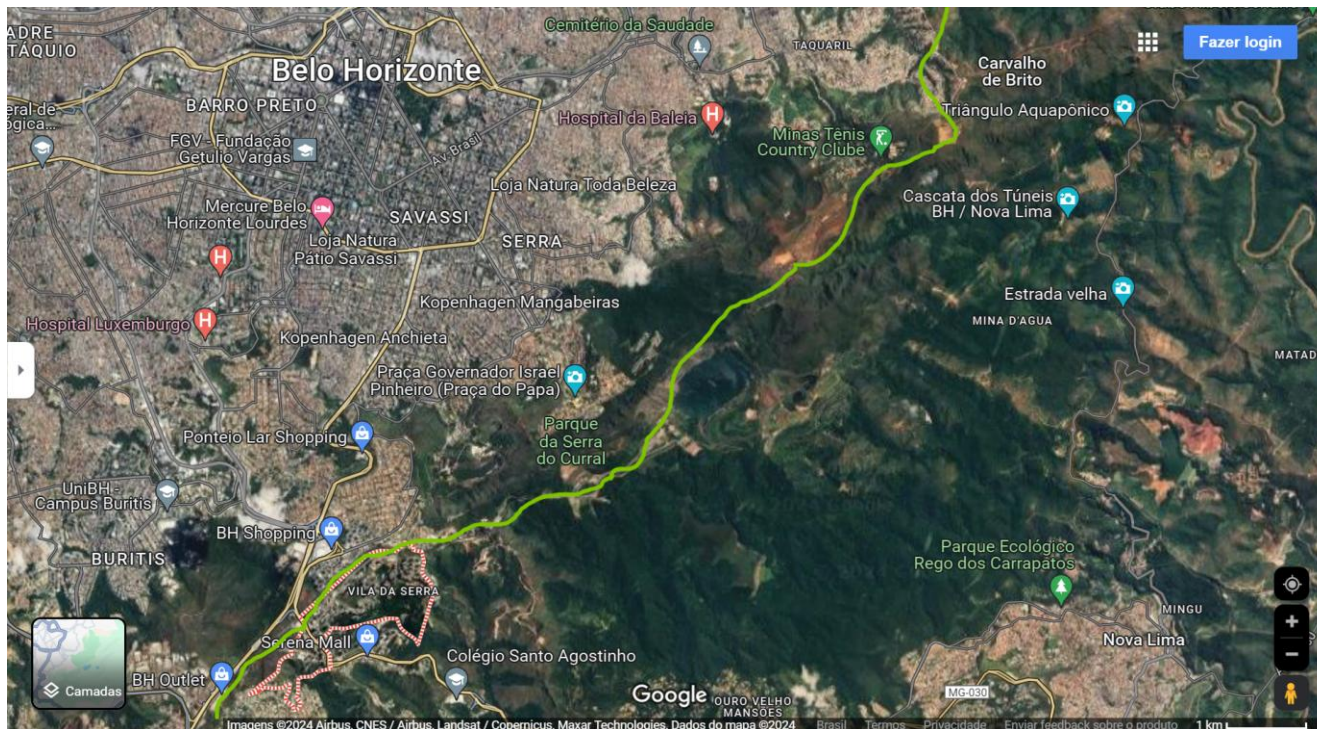 ADRE
TÁQUIO
Cemitério da Saudade
TAQUARIL
Fazer login
Carvalho
de Brito
Belo Horizonte
BARRO PRETO
eral de
ógica...
FGV - Fundação
Getulio Vargas
Av. Brasil
Hospital da Baleia
Minas Tênis
Country Clube
Triângulo Aquapônico
Loja Natura Toda Beleza
Mercure Belo
Horizonte Lourdes
SAVASSI
Cascata dos Túneis
BH / Nova Lima
Loja Natura
Pátio Savassi
SERRA
Kopenhagen Mangabeiras
Estrada velha
MINA D'AGUA
Hospital Luxemburgo
Kopenhagen Anchieta
MATAD
Praça Governador Israel
Pinheiro (Praça do Papa)
Parque
da Serra
do Curral
Ponteio Lar Shopping
UniBH -
Campus Buritis
BH Shopping
BURITIS
Parque Ecológico
Rego dos Carrapatos
VILA DA SERRA
MINGU
Serena Mall
Nova Lima
Colégio Santo Agostinho
BH Outlet
Camadas
Google
OURO VELHO
MANSÕES
MG-030
Imagens ©2024 Airbus, CNES / Airbus, Landsat / Copernicus, Maxar Technologies, Dados do mapa ©2024 Brasil Termos Privacidade Enviar feedback sobre o produto 1 km